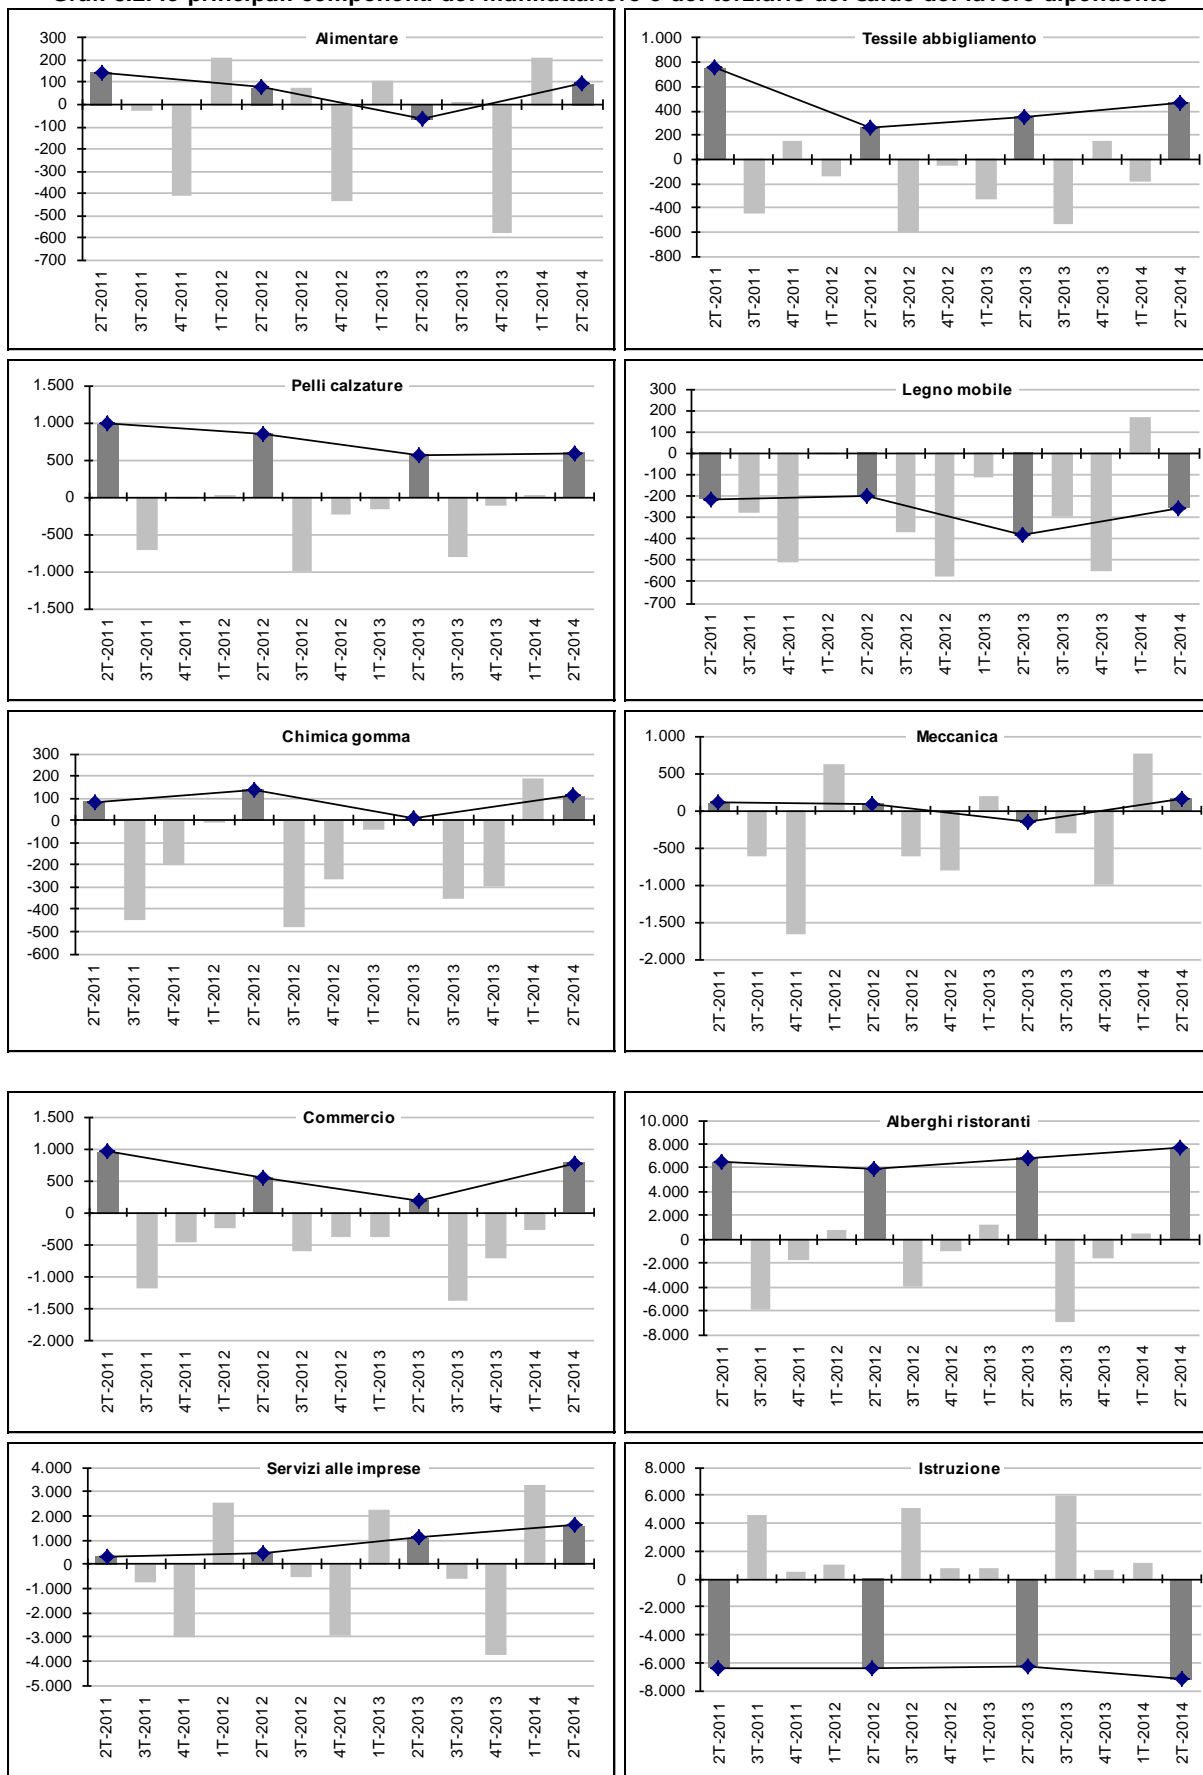 Alimentare
300
200
100
0
-100
-200
-300
-400
-500
-600
-700
2T-2011
3T-2011
4T-2011
1T-2012
2T-2012
3T-2012
4T-2012
1T-2013
2T-2013
3T-2013
4T-2013
1T-2014
2T-2014
Tessile abbigliamento
1.000
800
600
400
200
0
-200
-400
-600
-800
2T-2011
3T-2011
4T-2011
1T-2012
2T-2012
3T-2012
4T-2012
1T-2013
2T-2013
3T-2013
4T-2013
1T-2014
2T-2014
Pelli calzature
1.500
1.000
500
0
-500
-1.000
-1.500
2T-2011
3T-2011
4T-2011
1T-2012
2T-2012
3T-2012
4T-2012
1T-2013
2T-2013
3T-2013
4T-2013
1T-2014
2T-2014
Legno mobile
300
200
100
0
-100
-200
-300
-400
-500
-600
-700
2T-2011
3T-2011
4T-2011
1T-2012
2T-2012
3T-2012
4T-2012
1T-2013
2T-2013
3T-2013
4T-2013
1T-2014
2T-2014
Chimica gomma
300
200
100
0
-100
-200
-300
-400
-500
-600
2T-2011
3T-2011
4T-2011
1T-2012
2T-2012
3T-2012
4T-2012
1T-2013
2T-2013
3T-2013
4T-2013
1T-2014
2T-2014
Meccanica
1.000
500
0
-500
-1.000
-1.500
-2.000
2T-2011
3T-2011
4T-2011
1T-2012
2T-2012
3T-2012
4T-2012
1T-2013
2T-2013
3T-2013
4T-2013
1T-2014
2T-2014
Commercio
1.500
1.000
500
0
-500
-1.000
-1.500
-2.000
2T-2011
3T-2011
4T-2011
1T-2012
2T-2012
3T-2012
4T-2012
1T-2013
2T-2013
3T-2013
4T-2013
1T-2014
2T-2014
Alberghi ristoranti
10.000
8.000
6.000
4.000
2.000
0
-2.000
-4.000
-6.000
-8.000
2T-2011
3T-2011
4T-2011
1T-2012
2T-2012
3T-2012
4T-2012
1T-2013
2T-2013
3T-2013
4T-2013
1T-2014
2T-2014
Servizi alle imprese
4.000
3.000
2.000
1.000
0
-1.000
-2.000
-3.000
-4.000
-5.000
2T-2011
3T-2011
4T-2011
1T-2012
2T-2012
3T-2012
4T-2012
1T-2013
2T-2013
3T-2013
4T-2013
1T-2014
2T-2014
Istruzione
8.000
6.000
4.000
2.000
0
-2.000
-4.000
-6.000
-8.000
2T-2011
3T-2011
4T-2011
1T-2012
2T-2012
3T-2012
4T-2012
1T-2013
2T-2013
3T-2013
4T-2013
1T-2014
2T-2014